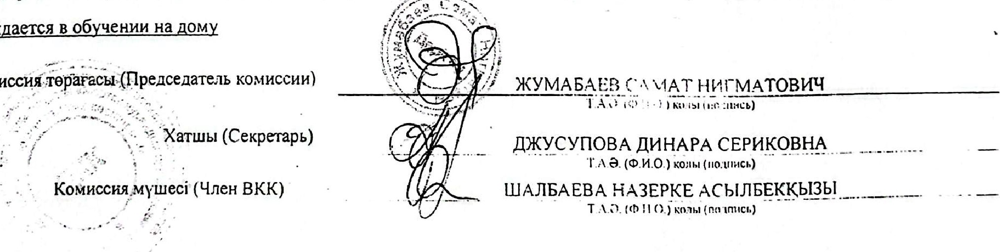 дается в обучении на дому
иссия төрағасы (Председатель комиссии)
ЖУМАБАЕВ САМАТ НИГМАТОВИЧ
Т.А.Ә. (Ф.И.О.) колы (подпись)
Хатшы (Секретарь)
ДЖУСУПОВА ДИНАРА СЕРИКОВНА
Т.А.Ә. (Ф.И.О.) колы (подпись)
Комиссия мүшесі (Член ВКК)
ШАЛБАЕВА НАЗЕРКЕ АСЫЛБЕКҚЫЗЫ
Т.А.Ә. (Ф.И.О.) колы (подпись)